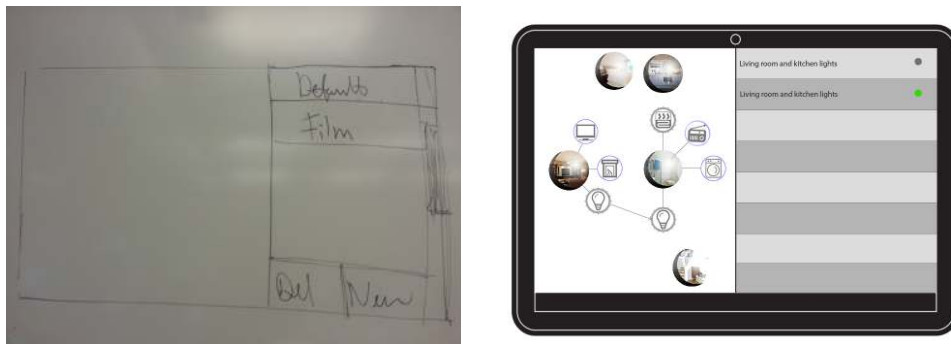 Defaults
Film
Del
New
Living room and kitchen lights
Living room and kitchen lights